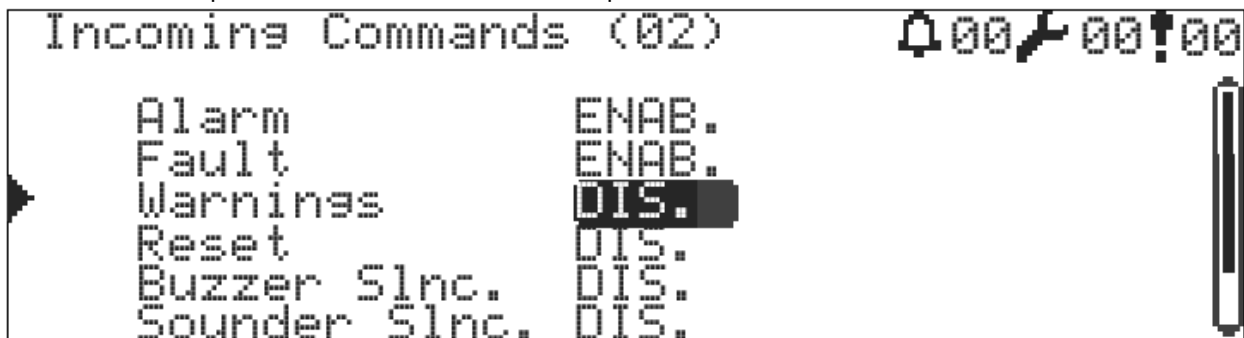 Incoming Commands (02) 00 00 00
Alarm ENAB.
Fault ENAB.
Warnings DIS.
Reset DIS.
Buzzer Slnc. DIS.
Sounder Slnc. DIS.